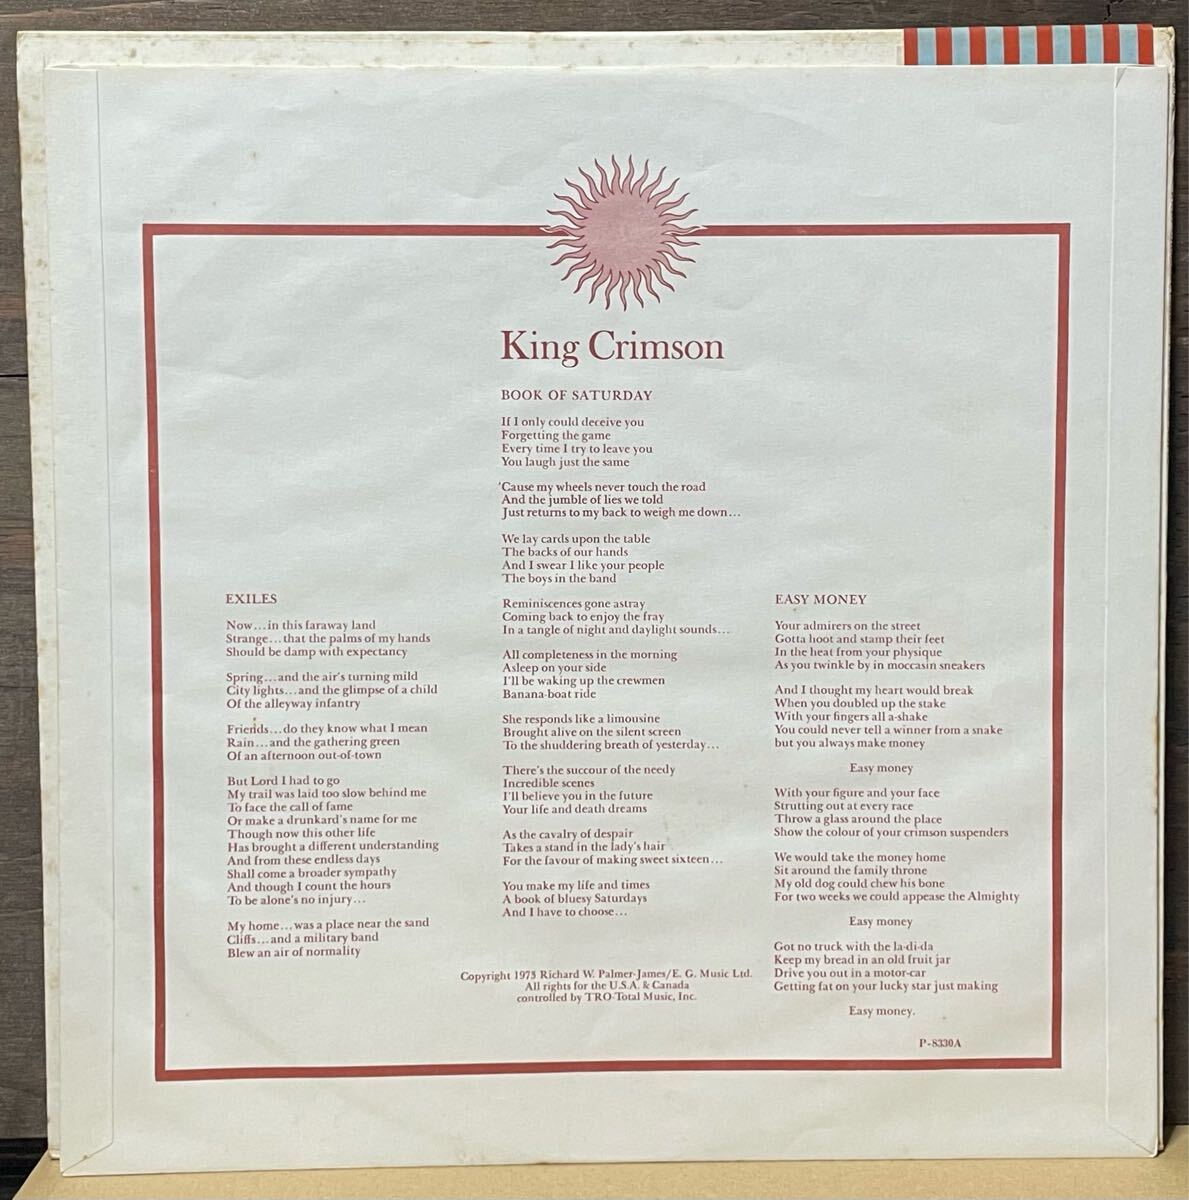 King Crimson
BOOK OF SATURDAY
If I only could deceive you
Forgetting the game
Every time I try to leave you
You laugh just the same
'Cause my wheels never touch the road
And the jumble of lies we told
Just returns to my back to weigh me down...
We lay cards upon the table
The backs of our hands
And I swear I like your people
The boys in the band
Reminiscences gone astray
Coming back to enjoy the fray
In a tangle of night and daylight sounds...
All completeness in the morning
Asleep on your side
I'll be waking up the crewmen
Banana-boat ride
She responds like a limousine
Brought alive on the silent screen
To the shuddering breath of yesterday...
There's the succour of the needy
Incredible scenes
I'll believe you in the future
Your life and death dreams
As the cavalry of despair
Takes a stand in the lady's hair
For the favour of making sweet sixteen...
You make my life and times
A book of bluesy Saturdays
And I have to choose...
EXILES
Now...in this faraway land
Strange...that the palms of my hands
Should be damp with expectancy
Spring...and the air's turning mild
City lights...and the glimpse of a child
Of the alleyway infantry
Friends...do they know what I mean
Rain...and the gathering green
Of an afternoon out-of-town
But Lord I had to go
My trail was laid too slow behind me
To face the call of fame
Or make a drunkard's name for me
Though now this other life
Has brought a different understanding
And from these endless days
Shall come a broader sympathy
And though I count the hours
To be alone's no injury...
My home...was a place near the sand
Cliffs...and a military band
Blew an air of normality
EASY MONEY
Your admirers on the street
Gotta hoot and stamp their feet
In the heat from your physique
As you twinkle by in moccasin sneakers
And I thought my heart would break
When you doubled up the stake
With your fingers all a-shake
You could never tell a winner from a snake
but you always make money
Easy money
With your figure and your face
Strutting out at every race
Throw a glass around the place
Show the colour of your crimson suspenders
We would take the money home
Sit around the family throne
My old dog could chew his bone
For two weeks we could appease the Almighty
Easy money
Got no truck with the la-di-da
Keep my bread in an old fruit jar
Drive you out in a motor-car
Getting fat on your lucky star just making
Easy money.
Copyright 1973 Richard W. Palmer-James/E. G. Music Ltd.
All rights for the U.S.A. & Canada
controlled by TRO-Total Music, Inc.
P-8330A